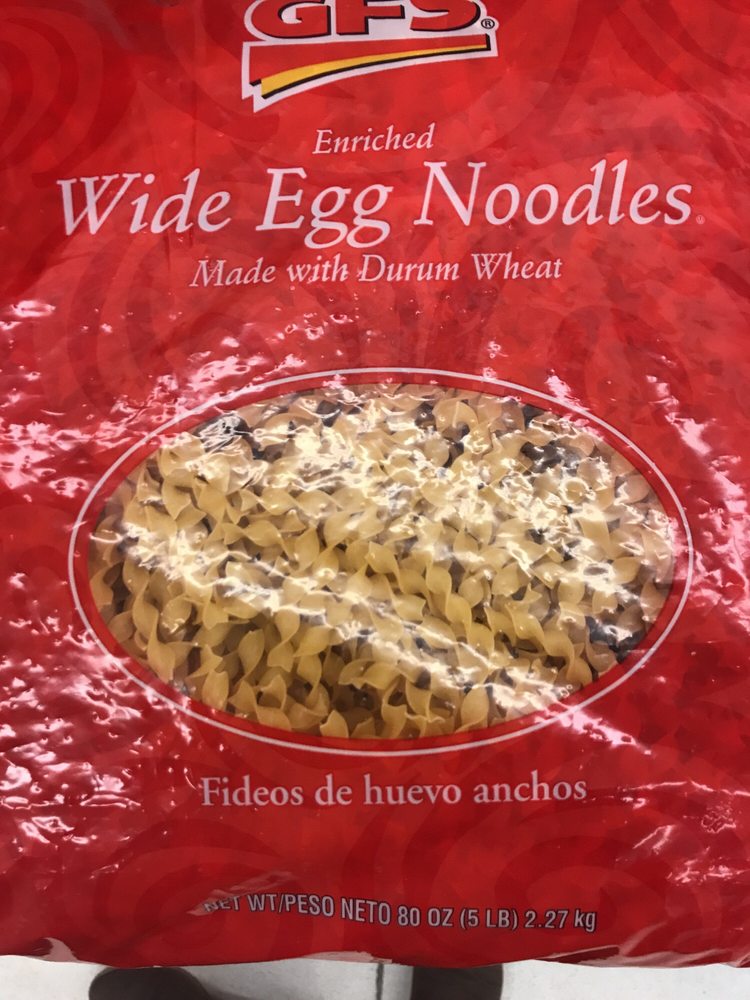 GFS®
Enriched
Wide Egg Noodles
Made with Durum Wheat
Fideos de huevo anchos
NET WT/PESO NETO 80 OZ (5 LB) 2.27 kg